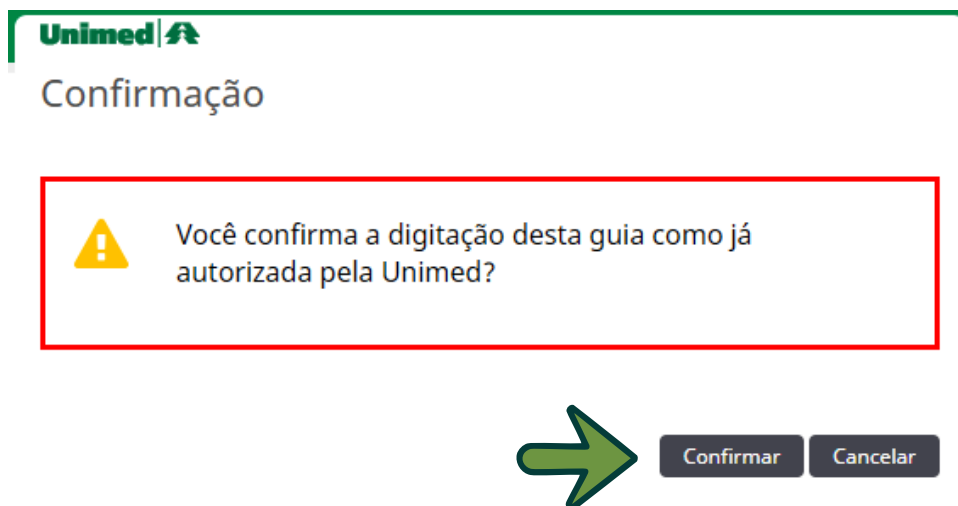 Unimed
Confirmação
Você confirma a digitação desta guia como já
autorizada pela Unimed?
Confirmar Cancelar